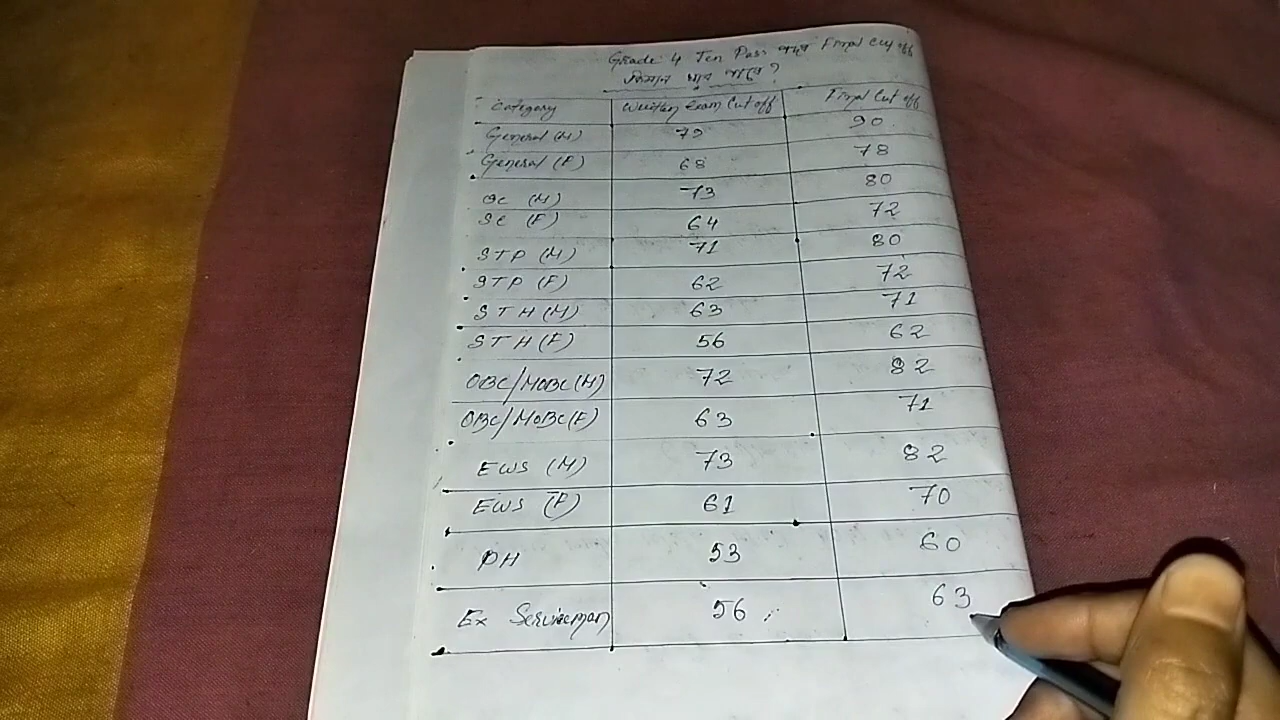 Grade 4 Ten Pass পদৰ Final cut off
কিমান যাব পাৰে?
Category Written Exam Cut off Final Cut off
General (M) 79 90
General (F) 68 78
SC (M) 73 80
SC (F) 64 72
STP (M) 71 80
STP (F) 62 72
STH (M) 63 71
STH (F) 56 62
OBC/MOBC (M) 72 82
OBC/MOBC (F) 63 71
EWS (M) 73 82
EWS (F) 61 70
PH 53 60
Ex Serviceman 56 63